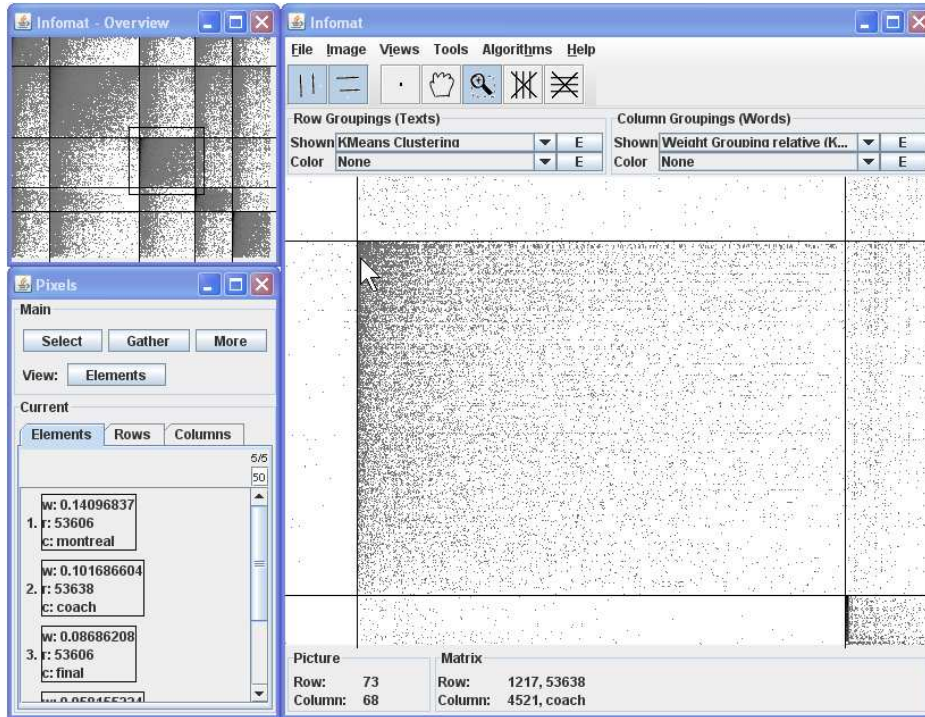 Infomat - Overview
Infomat
File Image Views Tools Algorithms Help
Row Groupings (Texts)
Shown KMeans Clustering E
Color None E
Column Groupings (Words)
Shown Weight Grouping relative (K... E
Color None E
Pixels
Main
Select Gather More
View: Elements
Current
Elements Rows Columns
5/5
50
w: 0.14096837
1. r: 53606
c: montreal
w: 0.101686604
2. r: 53638
c: coach
w: 0.08686208
3. r: 53606
c: final
Picture
Row: 73
Column: 68
Matrix
Row: 1217, 53638
Column: 4521, coach